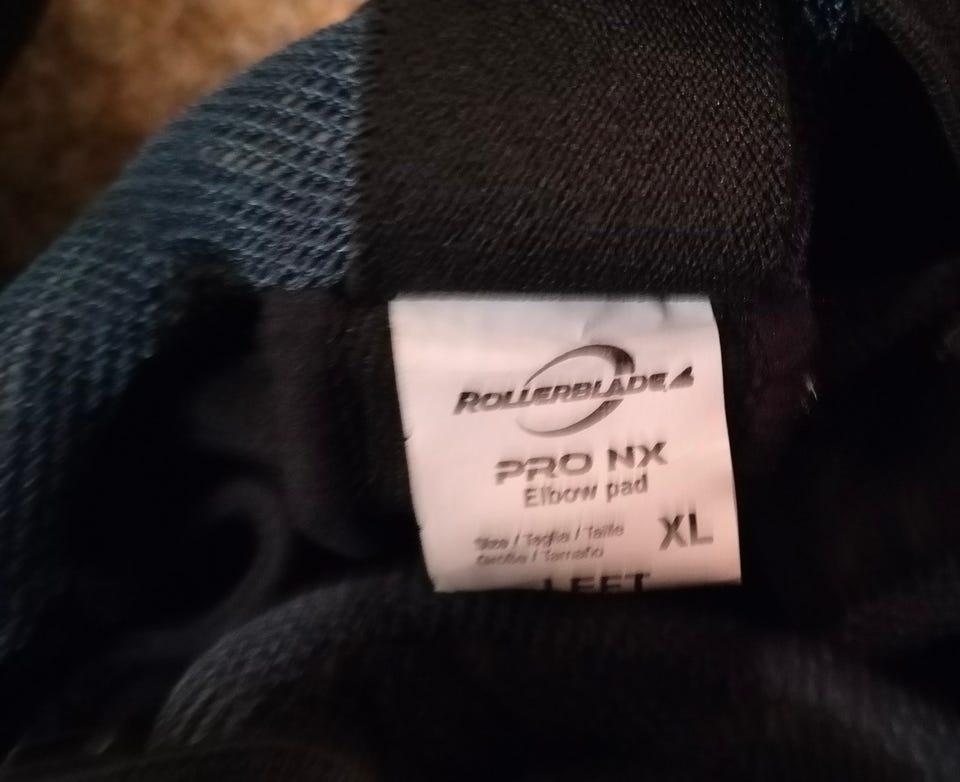 ROLLERBLADE
PRO NX
Elbow pad
Size / Taglia / Taille XL
Größe / Tamaño
LEFT